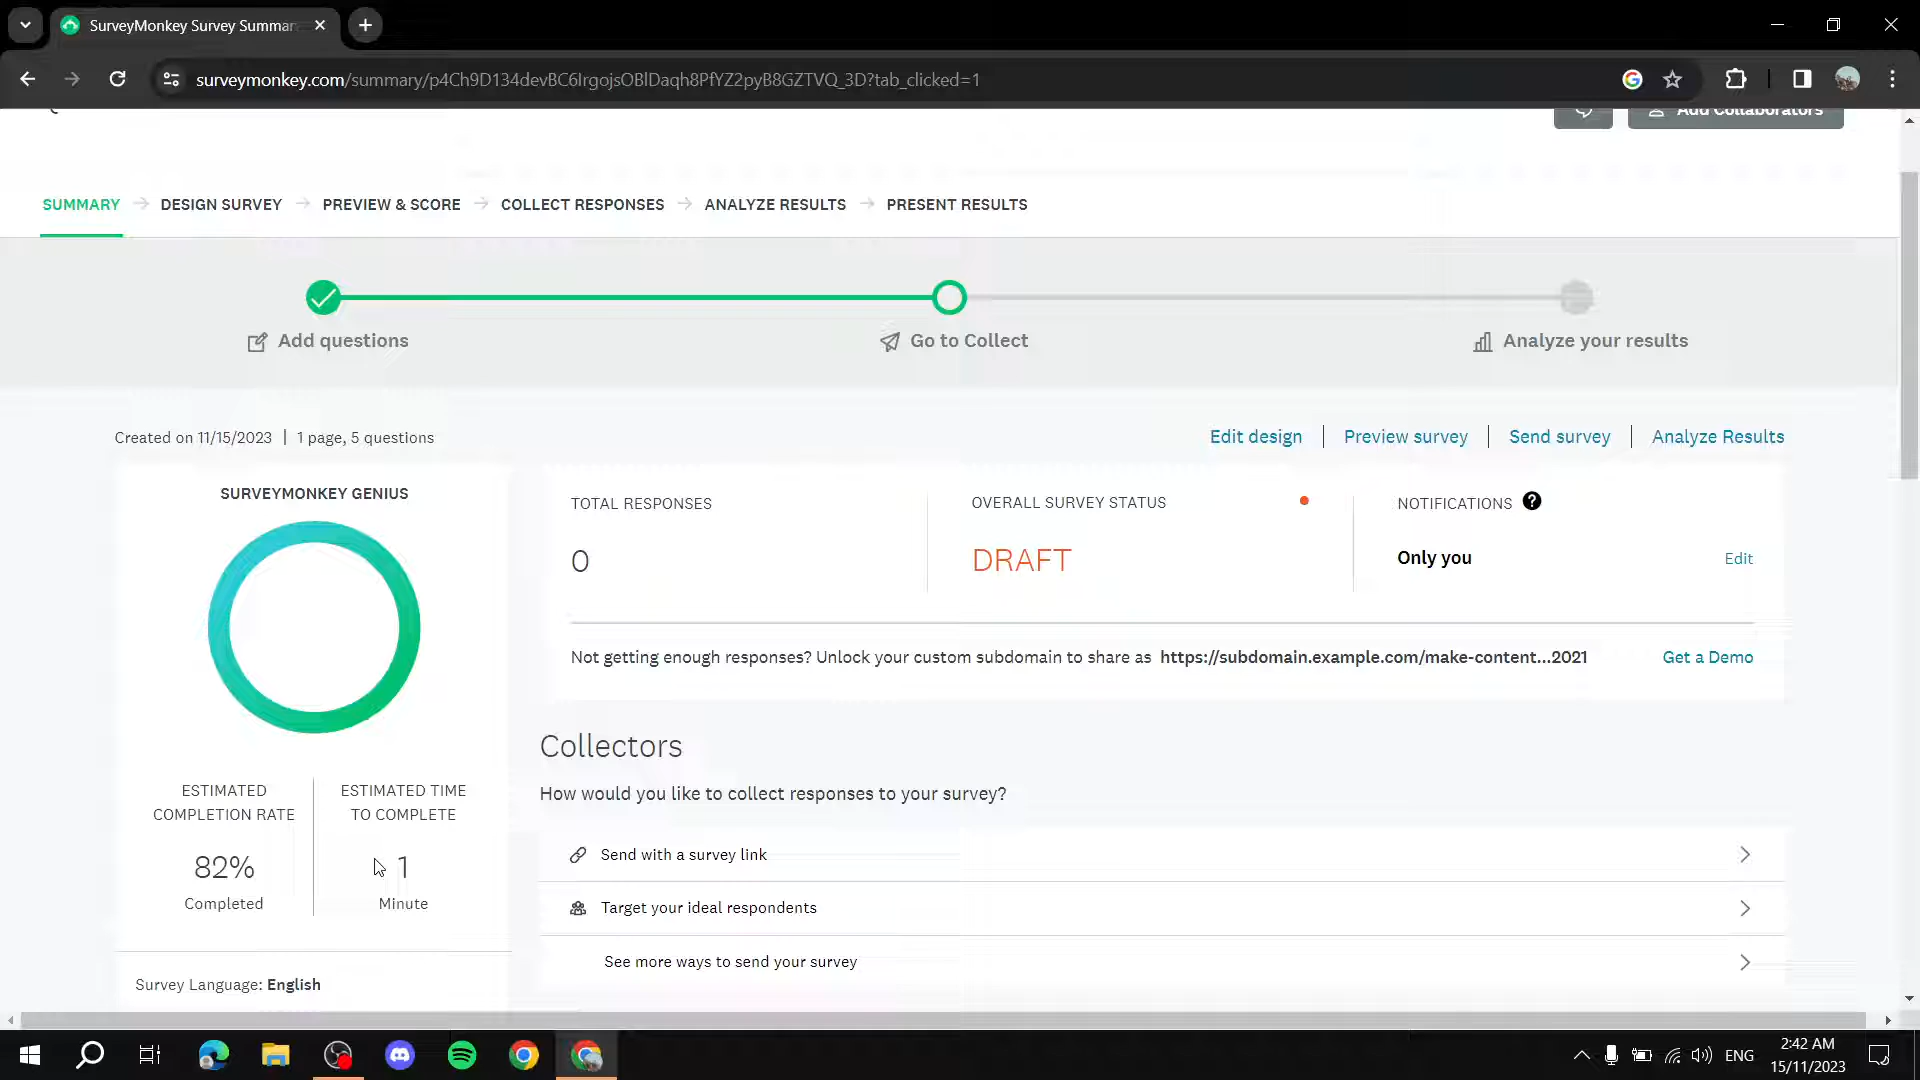 SurveyMonkey Survey Summar
surveymonkey.com/summary/p4Ch9D134devBC6IrgojsOBlDaqh8PfYZ2pyB8GZTVQ_3D?tab_clicked=1
Add Collaborators
SUMMARY DESIGN SURVEY PREVIEW & SCORE COLLECT RESPONSES ANALYZE RESULTS PRESENT RESULTS
Add questions Go to Collect Analyze your results
Created on 11/15/2023 | 1 page, 5 questions
Edit design | Preview survey | Send survey | Analyze Results
SURVEYMONKEY GENIUS
ESTIMATED COMPLETION RATE
82%
Completed
ESTIMATED TIME TO COMPLETE
1
Minute
Survey Language: English
TOTAL RESPONSES
0
OVERALL SURVEY STATUS
DRAFT
NOTIFICATIONS ?
Only you Edit
Not getting enough responses? Unlock your custom subdomain to share as https://subdomain.example.com/make-content...2021 Get a Demo
Collectors
How would you like to collect responses to your survey?
Send with a survey link
Target your ideal respondents
See more ways to send your survey
ENG
2:42 AM
15/11/2023